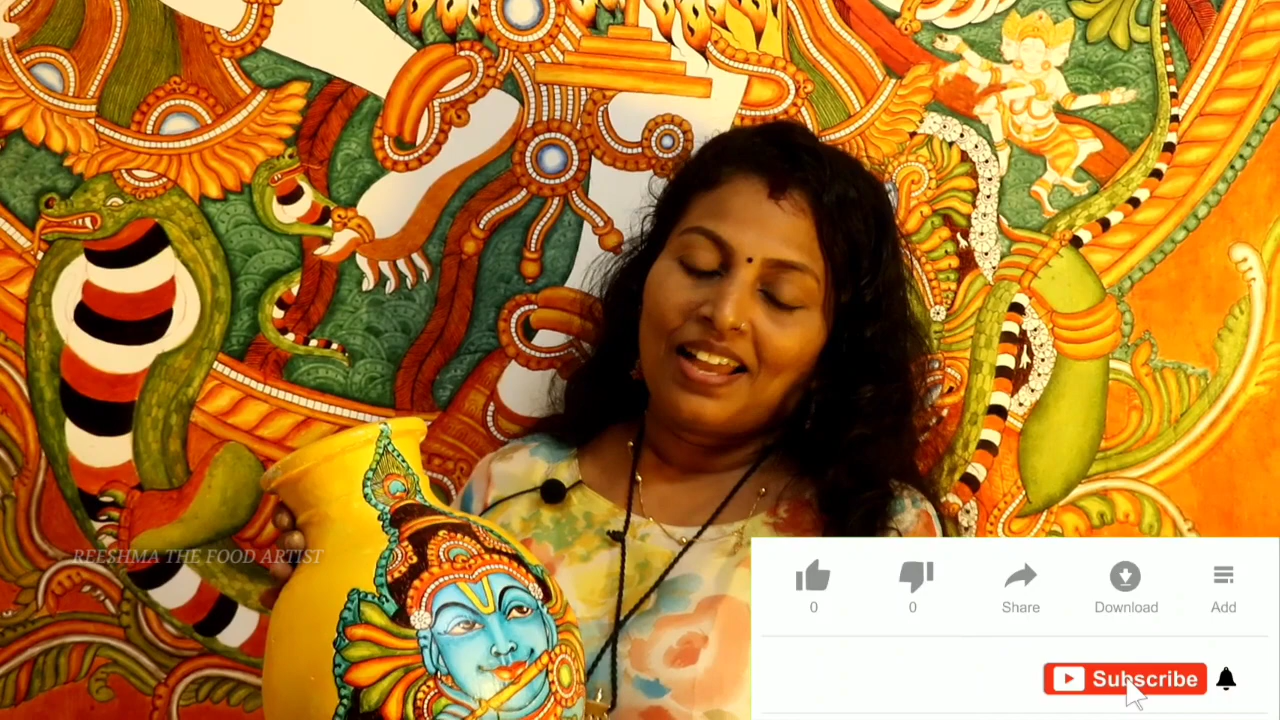 REESHMA THE FOOD ARTIST
0
0
Share
Download
Add
Subscribe